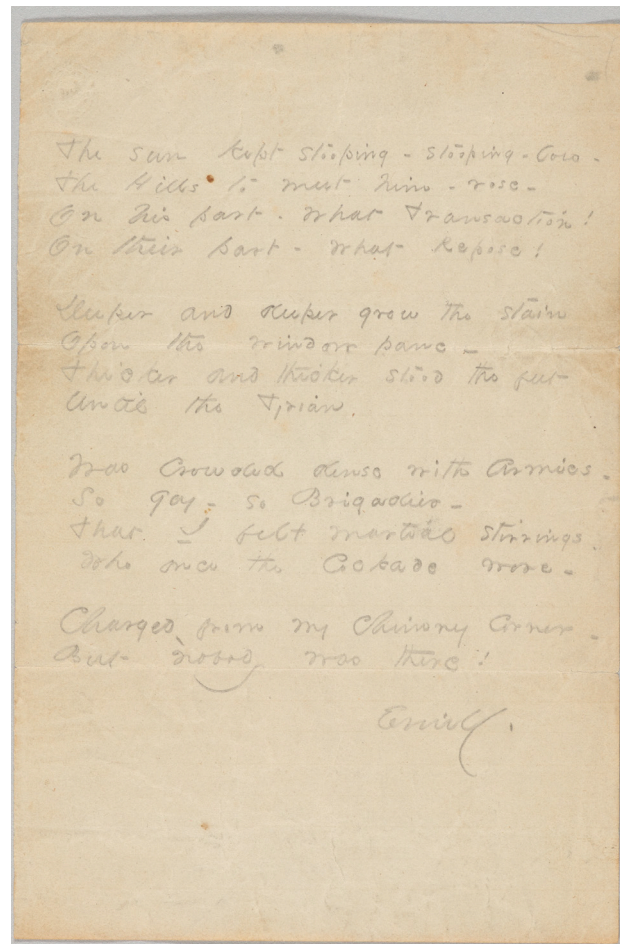 The sun kept stooping - stooping - low -
The Hills to meet him - rose -
On his part - what Transaction!
On their part - what Repose!
Deeper and deeper grew the stain
Upon the window pane -
Thicker and thicker stood the feet
Until the Tyrian.
Was Crowded dense with Armies -
So gay - So Brigadier -
That I felt martial stirrings
Who once the Cockade wore -
Charged from my Chimney Corner -
But nobody was there!
Emily.